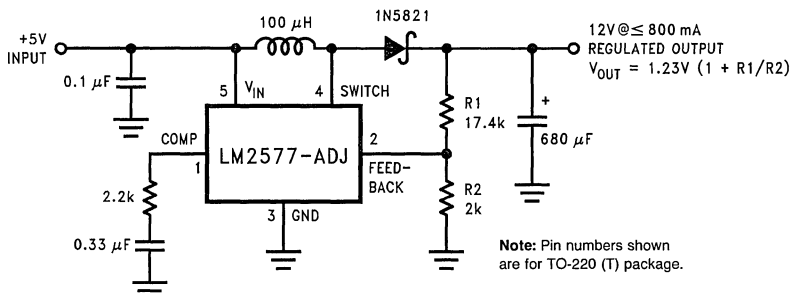 100 μH
1N5821
+5V
INPUT
12V@≤ 800 mA
REGULATED OUTPUT
VOUT = 1.23V (1 + R1/R2)
0.1 μF
5
VIN
4
SWITCH
R1
17.4k
+
680 μF
COMP
1
LM2577-ADJ
2
FEED-
BACK
2.2k
R2
2k
3
GND
0.33 μF
Note: Pin numbers shown
are for TO-220 (T) package.